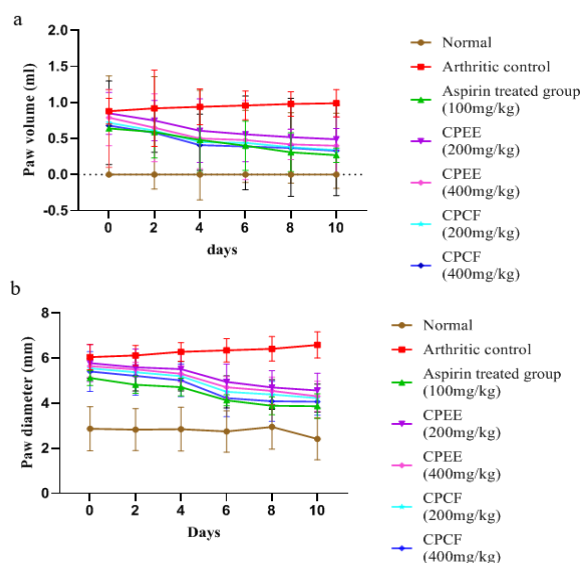 a
2.0
1.5
1.0
0.5
0.0
-0.5
Paw volume (ml)
0 2 4 6 8 10
days
Normal
Arthritic control
Aspirin treated group
(100mg/kg)
CPEE
(200mg/kg)
CPEE
(400mg/kg)
CPCF
(200mg/kg)
CPCF
(400mg/kg)
b
8
6
4
2
0
Paw diameter (mm)
0 2 4 6 8 10
Days
Normal
Arthritic control
Aspirin treated group
(100mg/kg)
CPEE
(200mg/kg)
CPEE
(400mg/kg)
CPCF
(200mg/kg)
CPCF
(400mg/kg)